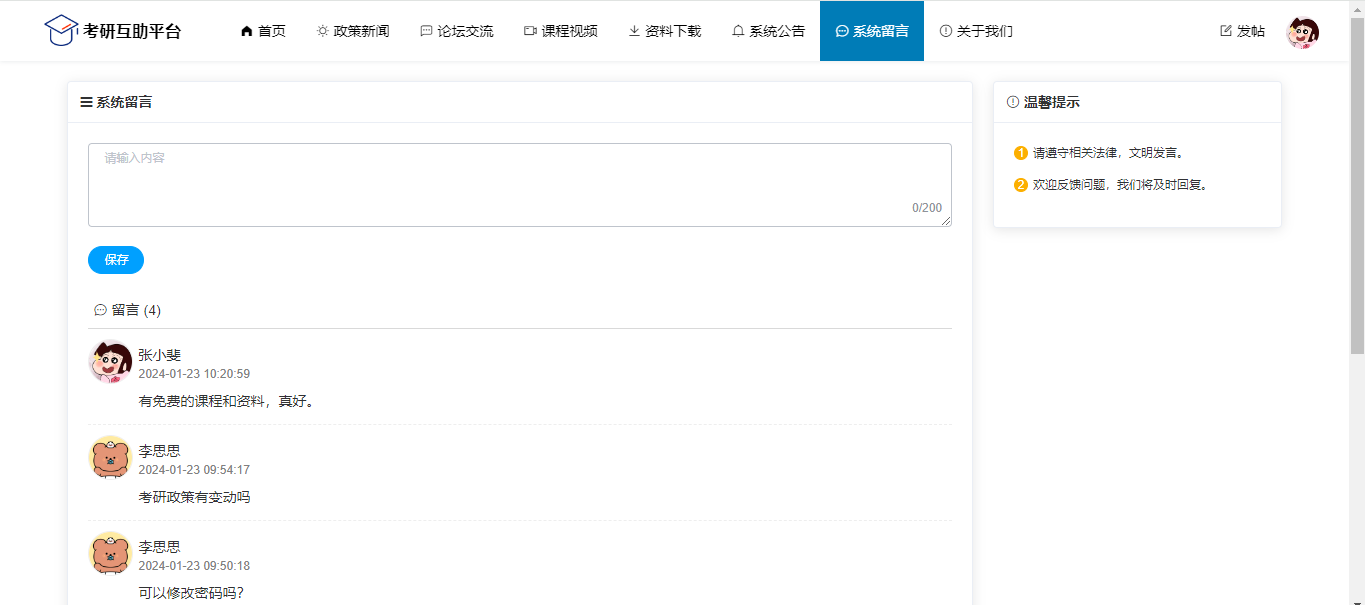 考研互助平台
首页 政策新闻 论坛交流 课程视频 资料下载 系统公告 系统留言 关于我们 发帖
系统留言
请输入内容
0/200
保存
留言 (4)
张小斐
2024-01-23 10:20:59
有免费的课程和资料，真好。
李思思
2024-01-23 09:54:17
考研政策有变动吗
李思思
2024-01-23 09:50:18
可以修改密码吗?
温馨提示
1 请遵守相关法律，文明发言。
2 欢迎反馈问题，我们将及时回复。